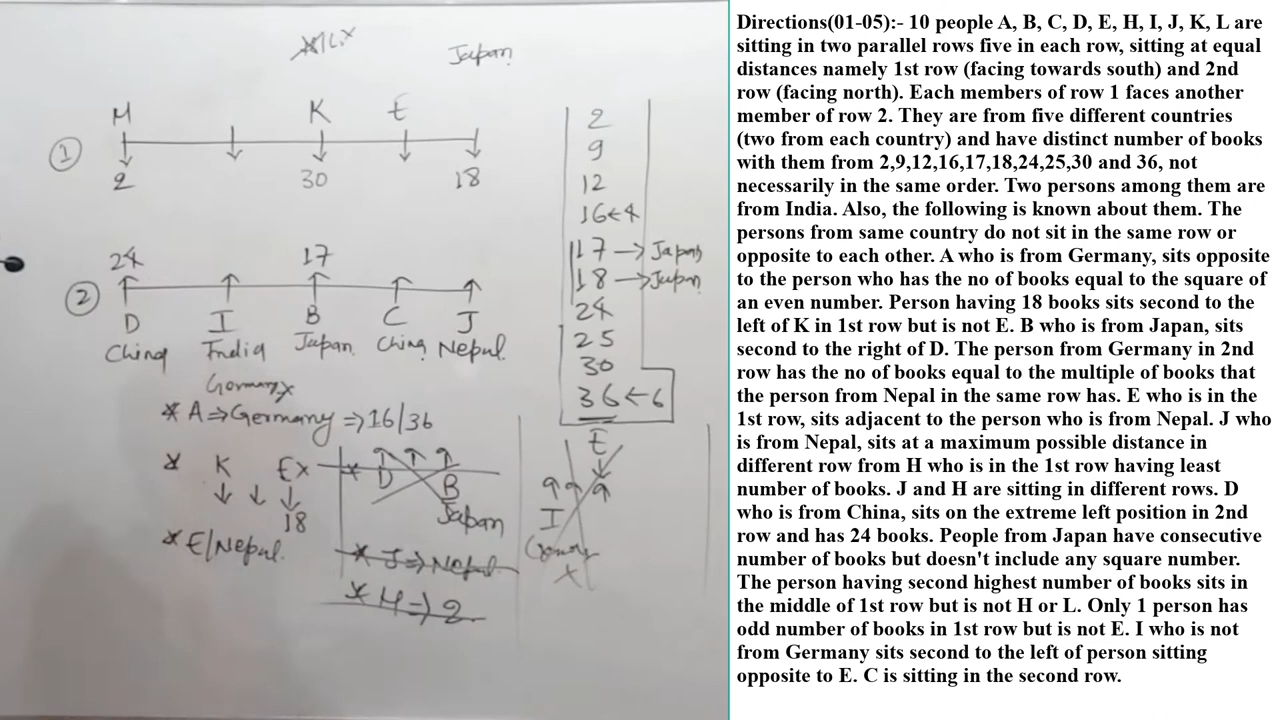 Japan
H K E
1
2 30 18
24 17
2
D I B C J
China India Japan China Nepal
Germany x
* A ⇒ Germany ⇒ 16/36
* K E x
18
* E/Nepal
* D B
Japan
* J ⇒ Nepal
* H ⇒ 2
2
9
12
16 ← 4
17 → Japan
18 → Japan
24
25
30
36 ← 6
E
I
x
Directions(01-05):- 10 people A, B, C, D, E, H, I, J, K, L are
sitting in two parallel rows five in each row, sitting at equal
distances namely 1st row (facing towards south) and 2nd
row (facing north). Each members of row 1 faces another
member of row 2. They are from five different countries
(two from each country) and have distinct number of books
with them from 2,9,12,16,17,18,24,25,30 and 36, not
necessarily in the same order. Two persons among them are
from India. Also, the following is known about them. The
persons from same country do not sit in the same row or
opposite to each other. A who is from Germany, sits opposite
to the person who has the no of books equal to the square of
an even number. Person having 18 books sits second to the
left of K in 1st row but is not E. B who is from Japan, sits
second to the right of D. The person from Germany in 2nd
row has the no of books equal to the multiple of books that
the person from Nepal in the same row has. E who is in the
1st row, sits adjacent to the person who is from Nepal. J who
is from Nepal, sits at a maximum possible distance in
different row from H who is in the 1st row having least
number of books. J and H are sitting in different rows. D
who is from China, sits on the extreme left position in 2nd
row and has 24 books. People from Japan have consecutive
number of books but doesn't include any square number.
The person having second highest number of books sits in
the middle of 1st row but is not H or L. Only 1 person has
odd number of books in 1st row but is not E. I who is not
from Germany sits second to the left of person sitting
opposite to E. C is sitting in the second row.